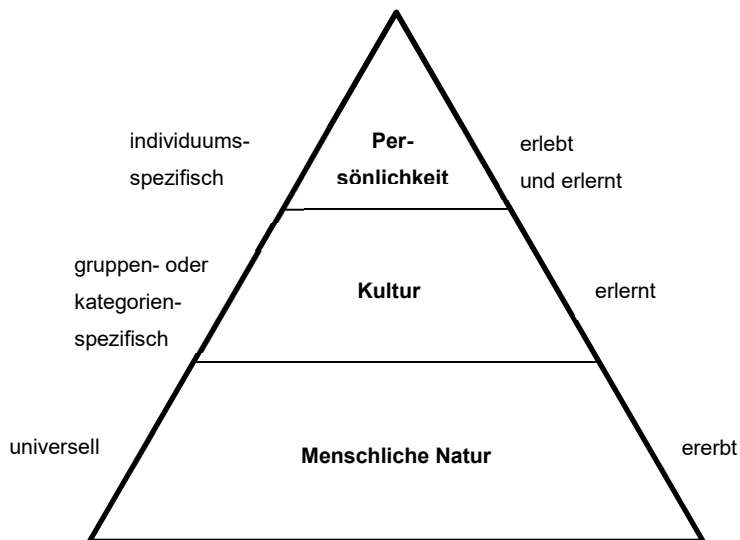 individuums-
spezifisch
Per-
sönlichkeit
erlebt
und erlernt
gruppen- oder
kategorien-
spezifisch
Kultur
erlernt
universell
Menschliche Natur
ererbt